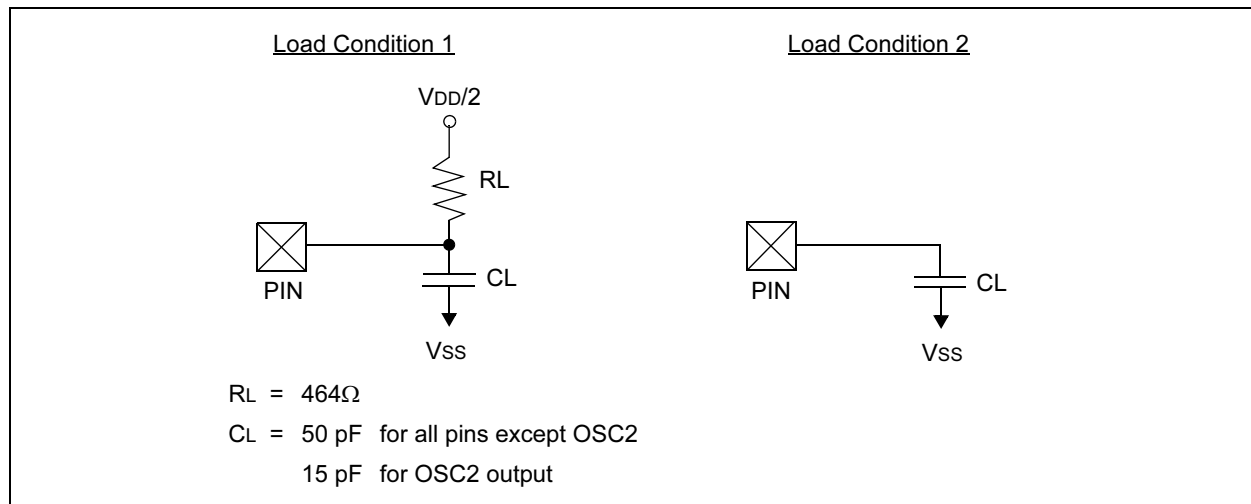 Load Condition 1
Load Condition 2
VDD/2
RL
PIN
CL
VSS
PIN
CL
VSS
RL = 464Ω
CL = 50 pF for all pins except OSC2
15 pF for OSC2 output